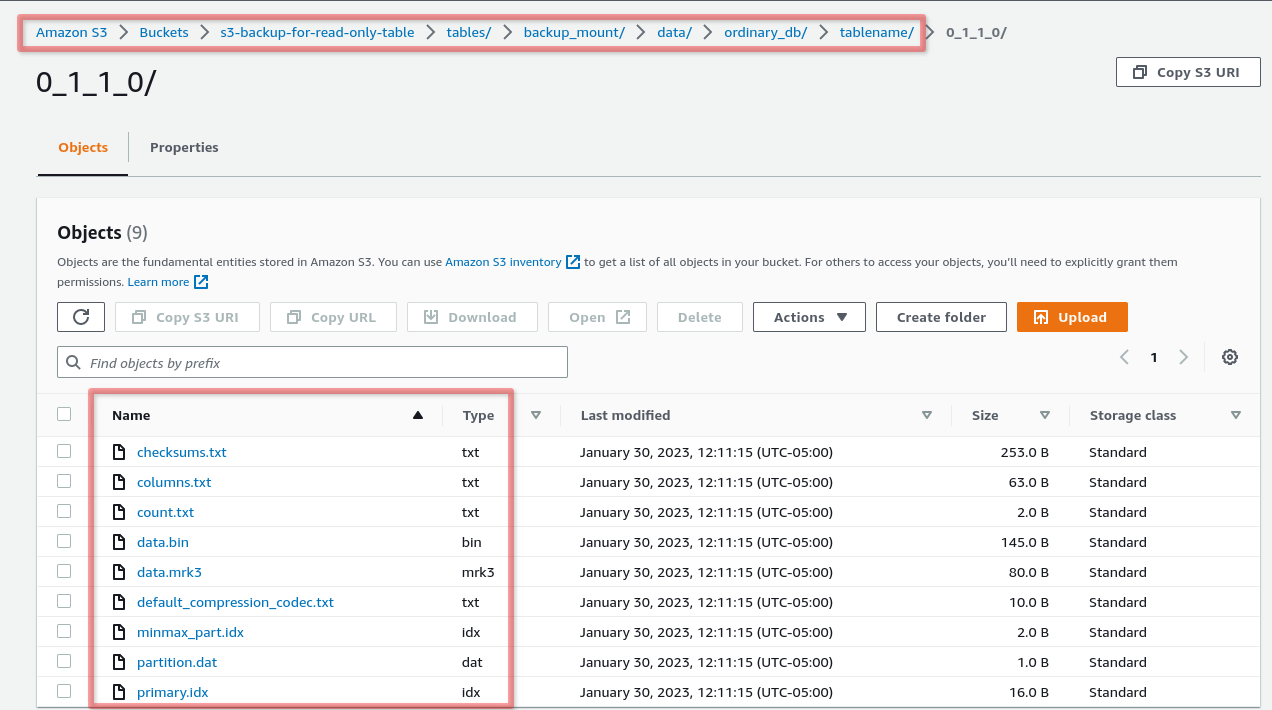 Amazon S3 > Buckets > s3-backup-for-read-only-table > tables/ > backup_mount/ > data/ > ordinary_db/ > tablename/ > 0_1_1_0/
0_1_1_0/
Copy S3 URI
Objects Properties
Objects (9)
Objects are the fundamental entities stored in Amazon S3. You can use Amazon S3 inventory to get a list of all objects in your bucket. For others to access your objects, you'll need to explicitly grant them
permissions. Learn more
Copy S3 URI Copy URL Download Open Delete Actions Create folder Upload
Find objects by prefix
1
Name Type Last modified Size Storage class
checksums.txt txt January 30, 2023, 12:11:15 (UTC-05:00) 253.0 B Standard
columns.txt txt January 30, 2023, 12:11:15 (UTC-05:00) 63.0 B Standard
count.txt txt January 30, 2023, 12:11:15 (UTC-05:00) 2.0 B Standard
data.bin bin January 30, 2023, 12:11:15 (UTC-05:00) 145.0 B Standard
data.mrk3 mrk3 January 30, 2023, 12:11:15 (UTC-05:00) 80.0 B Standard
default_compression_codec.txt txt January 30, 2023, 12:11:15 (UTC-05:00) 10.0 B Standard
minmax_part.idx idx January 30, 2023, 12:11:15 (UTC-05:00) 2.0 B Standard
partition.dat dat January 30, 2023, 12:11:15 (UTC-05:00) 1.0 B Standard
primary.idx idx January 30, 2023, 12:11:15 (UTC-05:00) 16.0 B Standard